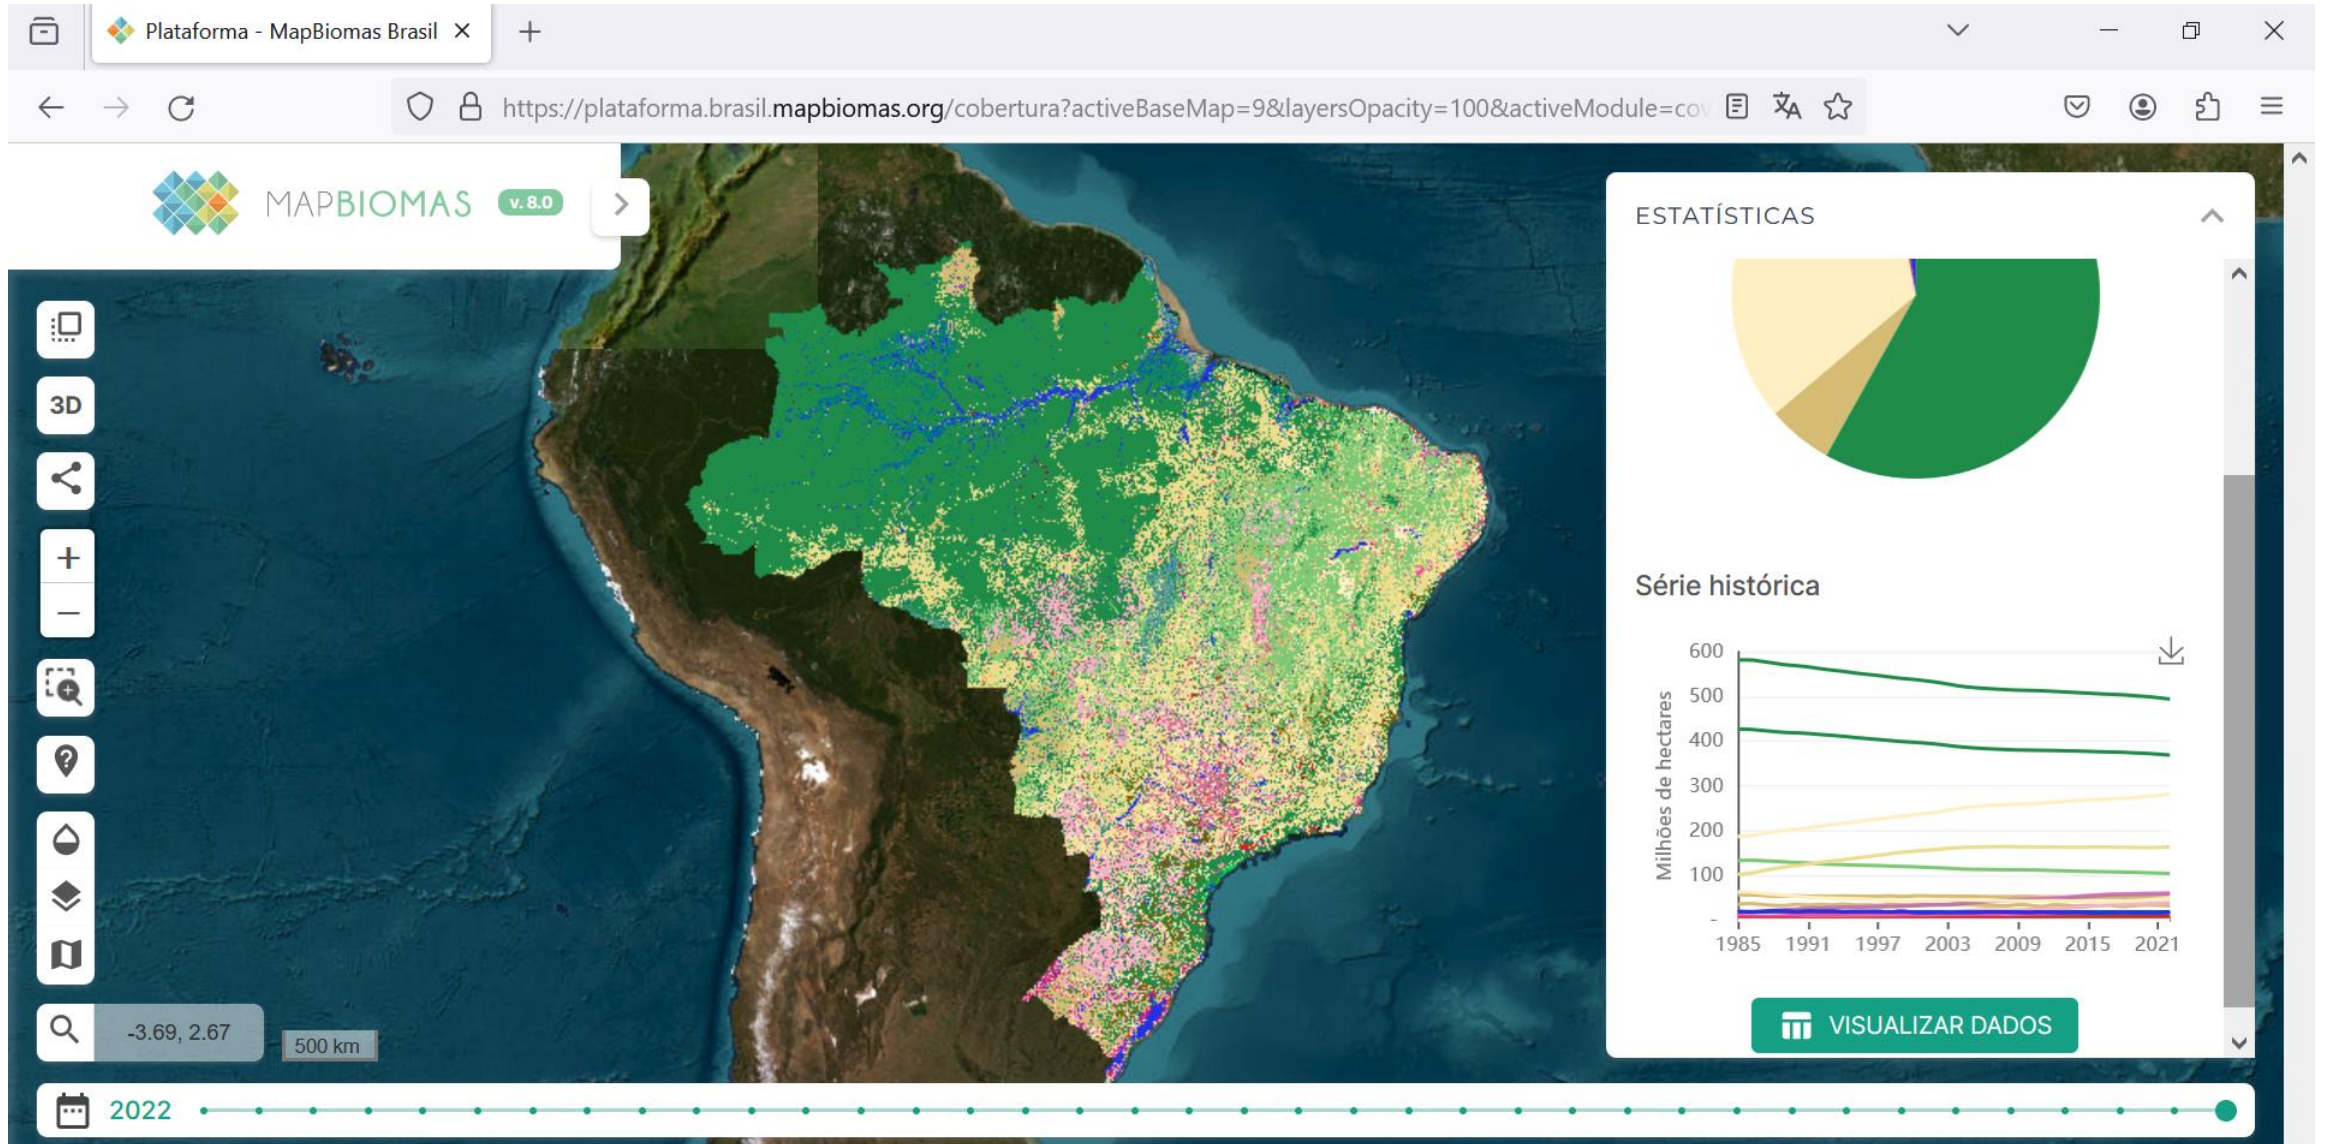 Plataforma - MapBiomas Brasil
https://plataforma.brasil.mapbiomas.org/cobertura?activeBaseMap=9&layersOpacity=100&activeModule=cov
MAPBIOMAS v. 8.0
ESTATÍSTICAS
3D
Série histórica
Milhões de hectares
600
500
400
300
200
100
-
1985 1991 1997 2003 2009 2015 2021
VISUALIZAR DADOS
-3.69, 2.67
500 km
2022